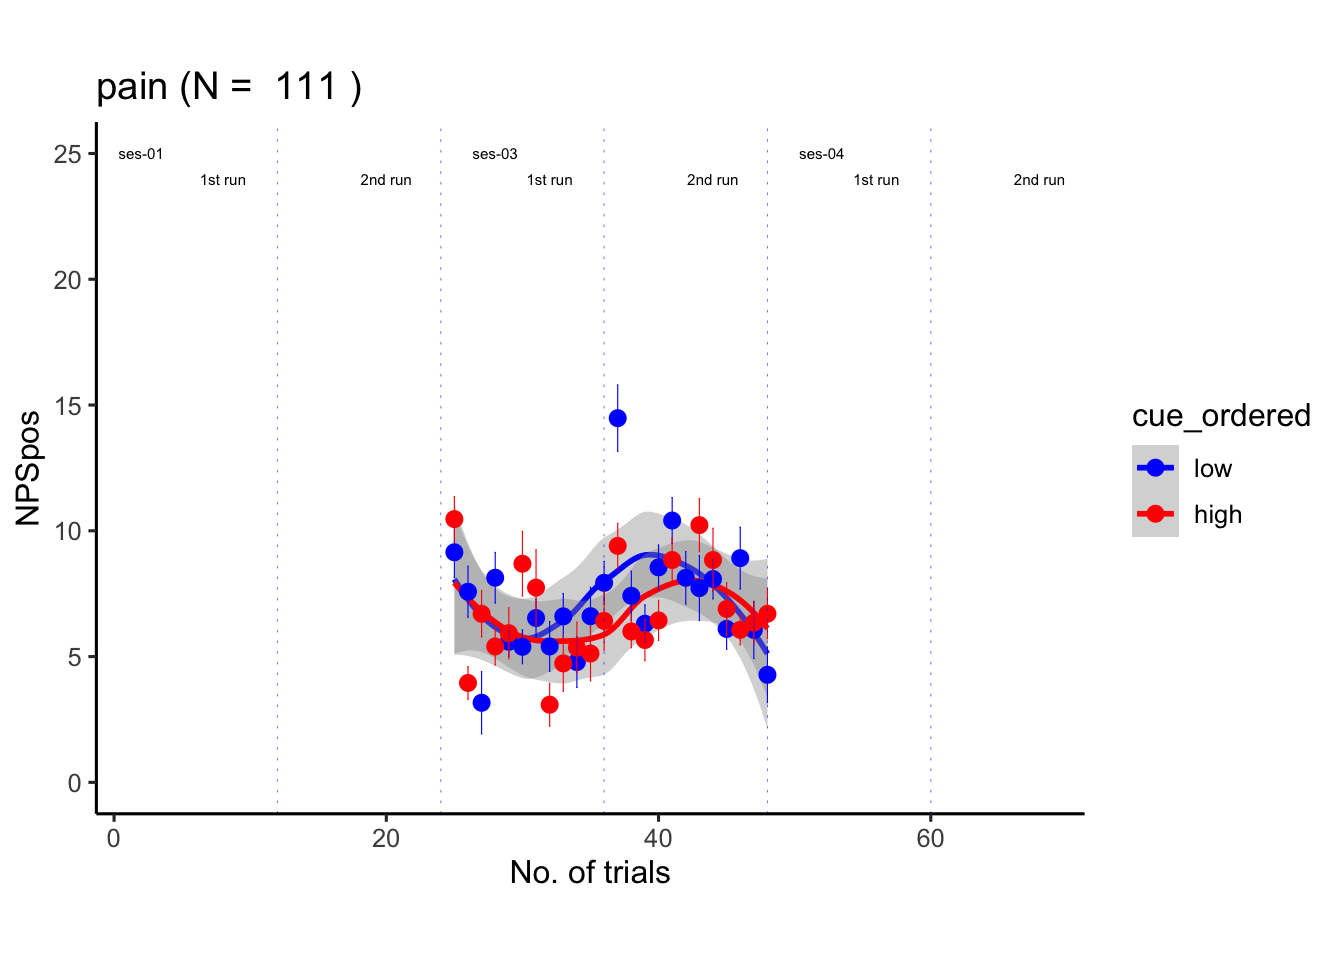 pain (N =  111 )
25
ses-01
ses-03
ses-04
1st run
2nd run
1st run
2nd run
1st run
2nd run
20
15
10
5
0
NPSpos
0
20
40
60
No. of trials
cue_ordered
low
high